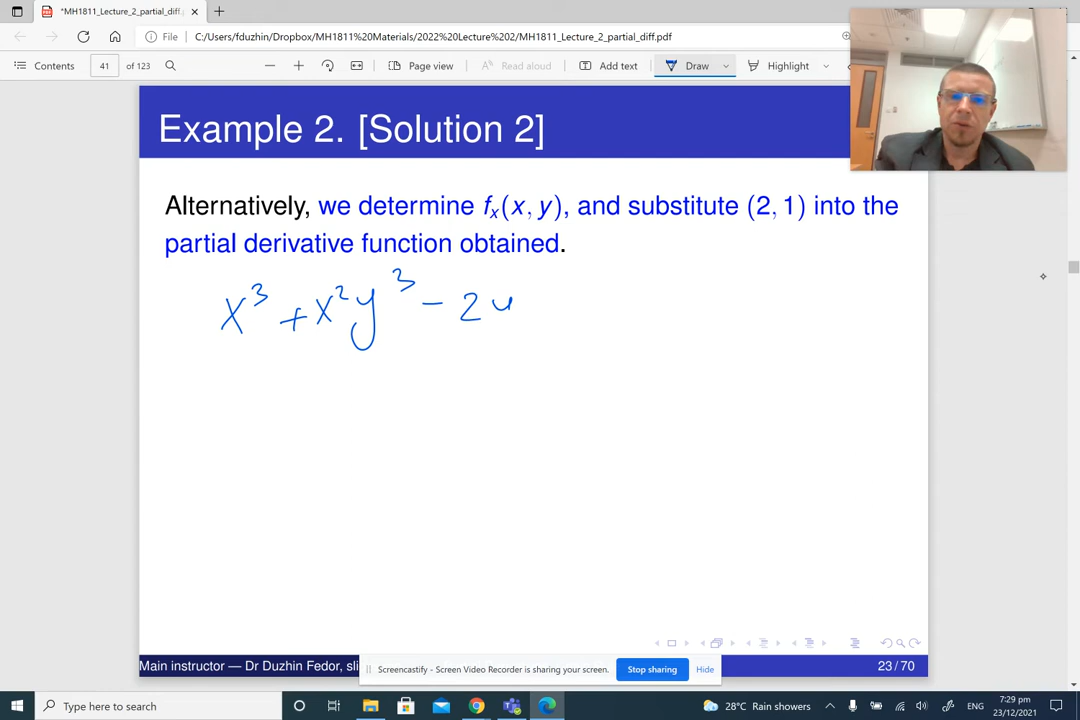 *MH1811_Lecture_2_partial_diff.
File
C:/Users/fduzhin/Dropbox/MH1811%20Materials/2022%20Lecture%202/MH1811_Lecture_2_partial_diff.pdf
Contents
41 of 123
Page view
Read aloud
Add text
Draw
Highlight
Example 2. [Solution 2]
Alternatively, we determine fₓ(x, y), and substitute (2, 1) into the
partial derivative function obtained.
x³ + x²y³ − 2
Main instructor — Dr Duzhin Fedor, sli
Screencastify - Screen Video Recorder is sharing your screen.
Stop sharing
Hide
23 / 70
Type here to search
28°C Rain showers
ENG
7:29 pm
23/12/2021